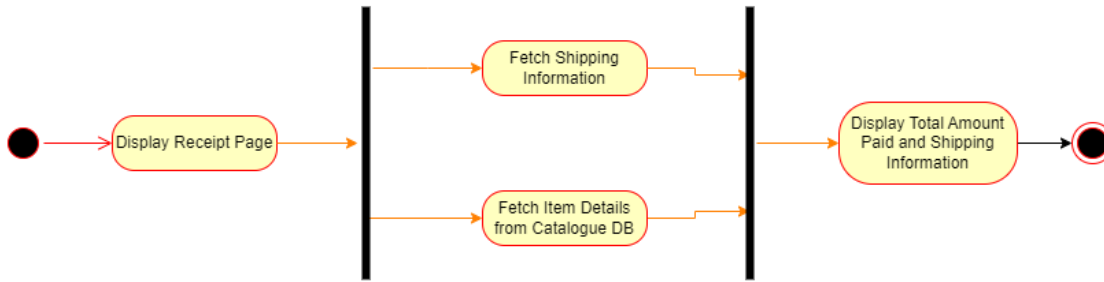 Display Receipt Page
Fetch Shipping
Information
Fetch Item Details
from Catalogue DB
Display Total Amount
Paid and Shipping
Information